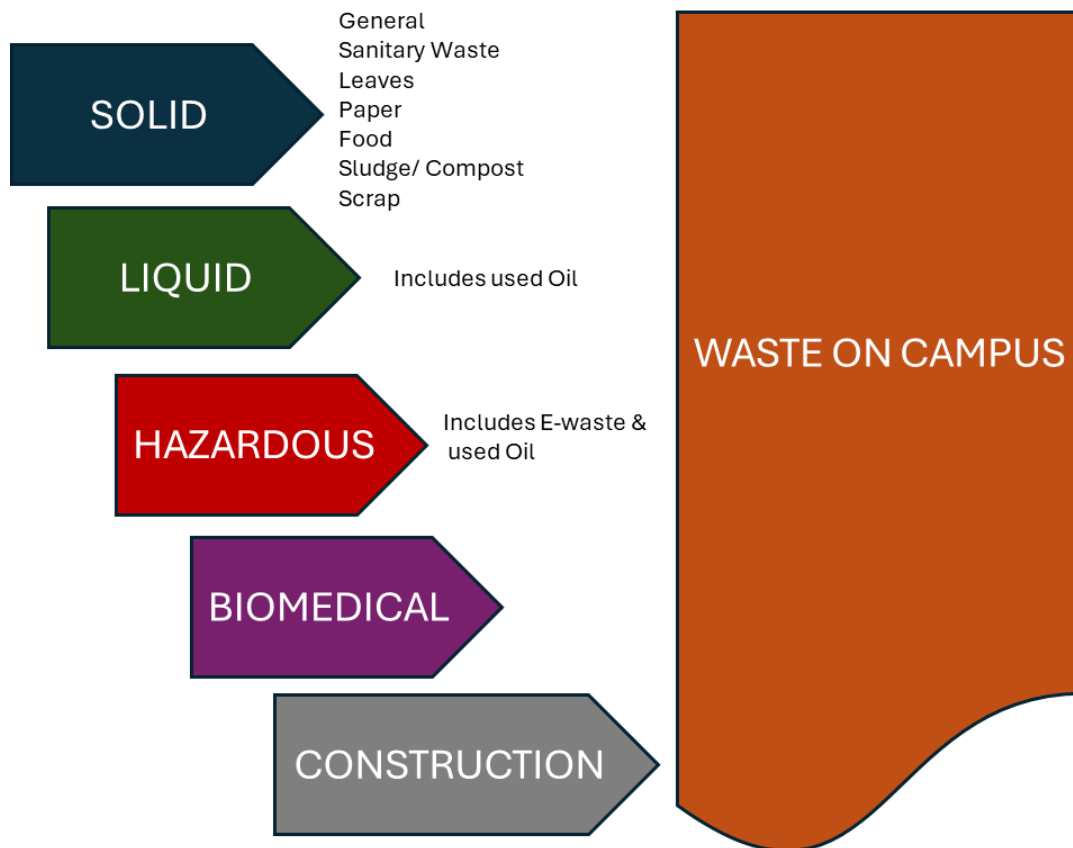 General
Sanitary Waste
Leaves
Paper
Food
Sludge/ Compost
Scrap
SOLID
LIQUID
Includes used Oil
HAZARDOUS
Includes E-waste &
used Oil
BIOMEDICAL
CONSTRUCTION
WASTE ON CAMPUS